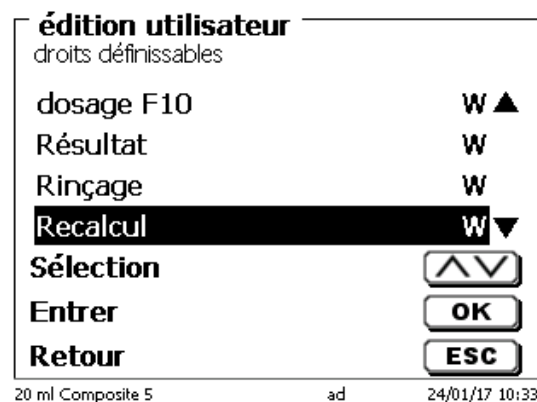 édition utilisateur
droits définissables
dosage F10 W
Résultat W
Rinçage W
Recalcul W
Sélection
Entrer OK
Retour ESC
20 ml Composite 5 ad 24/01/17 10:33